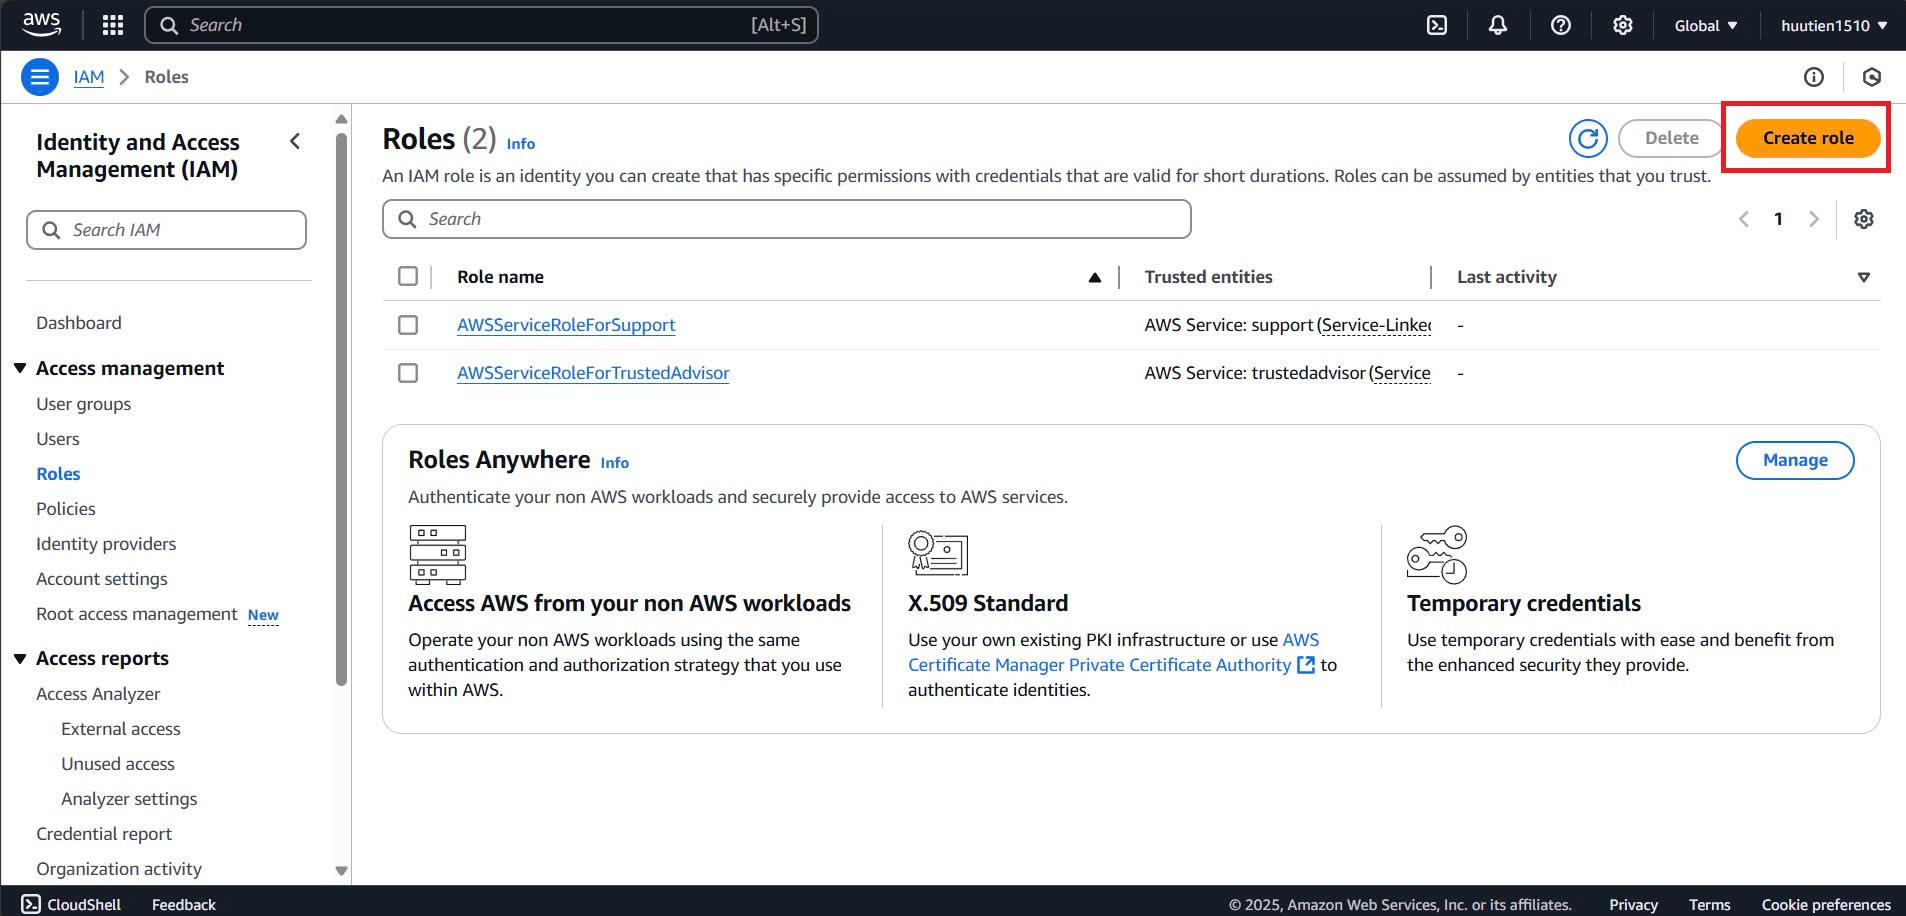 aws
Search [Alt+S]
Global
huutien1510
IAM
Roles
Identity and Access
Management (IAM)
Search IAM
Dashboard
Access management
User groups
Users
Roles
Policies
Identity providers
Account settings
Root access management New
Access reports
Access Analyzer
External access
Unused access
Analyzer settings
Credential report
Organization activity
Roles (2) Info
Delete
Create role
An IAM role is an identity you can create that has specific permissions with credentials that are valid for short durations. Roles can be assumed by entities that you trust.
Search
1
Role name Trusted entities Last activity
AWSServiceRoleForSupport AWS Service: support (Service-Linked -
AWSServiceRoleForTrustedAdvisor AWS Service: trustedadvisor (Service -
Roles Anywhere Info
Manage
Authenticate your non AWS workloads and securely provide access to AWS services.
Access AWS from your non AWS workloads
Operate your non AWS workloads using the same
authentication and authorization strategy that you use
within AWS.
X.509 Standard
Use your own existing PKI infrastructure or use AWS
Certificate Manager Private Certificate Authority to
authenticate identities.
Temporary credentials
Use temporary credentials with ease and benefit from
the enhanced security they provide.
CloudShell Feedback © 2025, Amazon Web Services, Inc. or its affiliates. Privacy Terms Cookie preferences